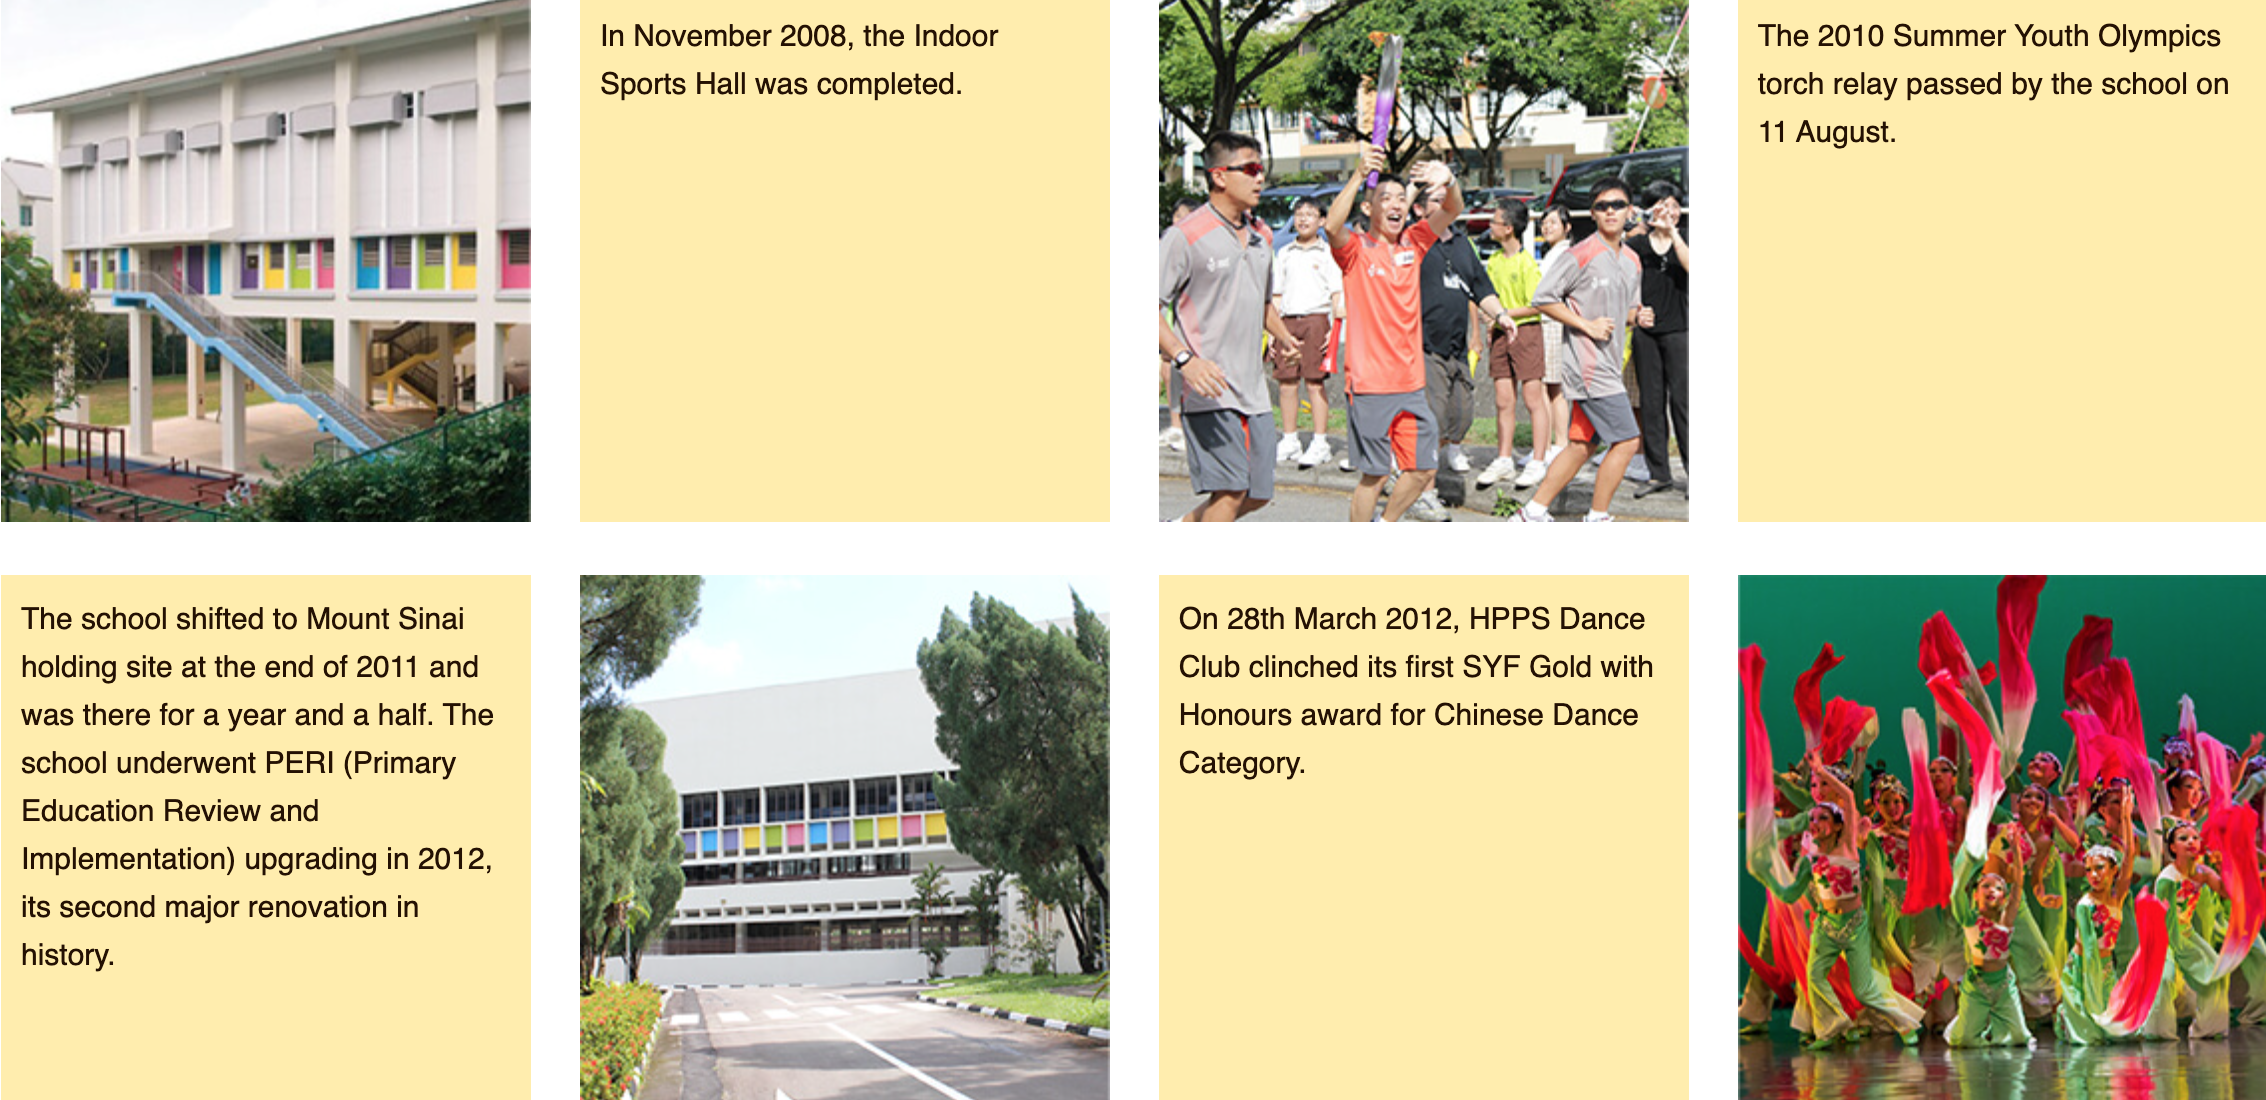 In November 2008, the Indoor
Sports Hall was completed.
The 2010 Summer Youth Olympics
torch relay passed by the school on
11 August.
The school shifted to Mount Sinai
holding site at the end of 2011 and
was there for a year and a half. The
school underwent PERI (Primary
Education Review and
Implementation) upgrading in 2012,
its second major renovation in
history.
On 28th March 2012, HPPS Dance
Club clinched its first SYF Gold with
Honours award for Chinese Dance
Category.